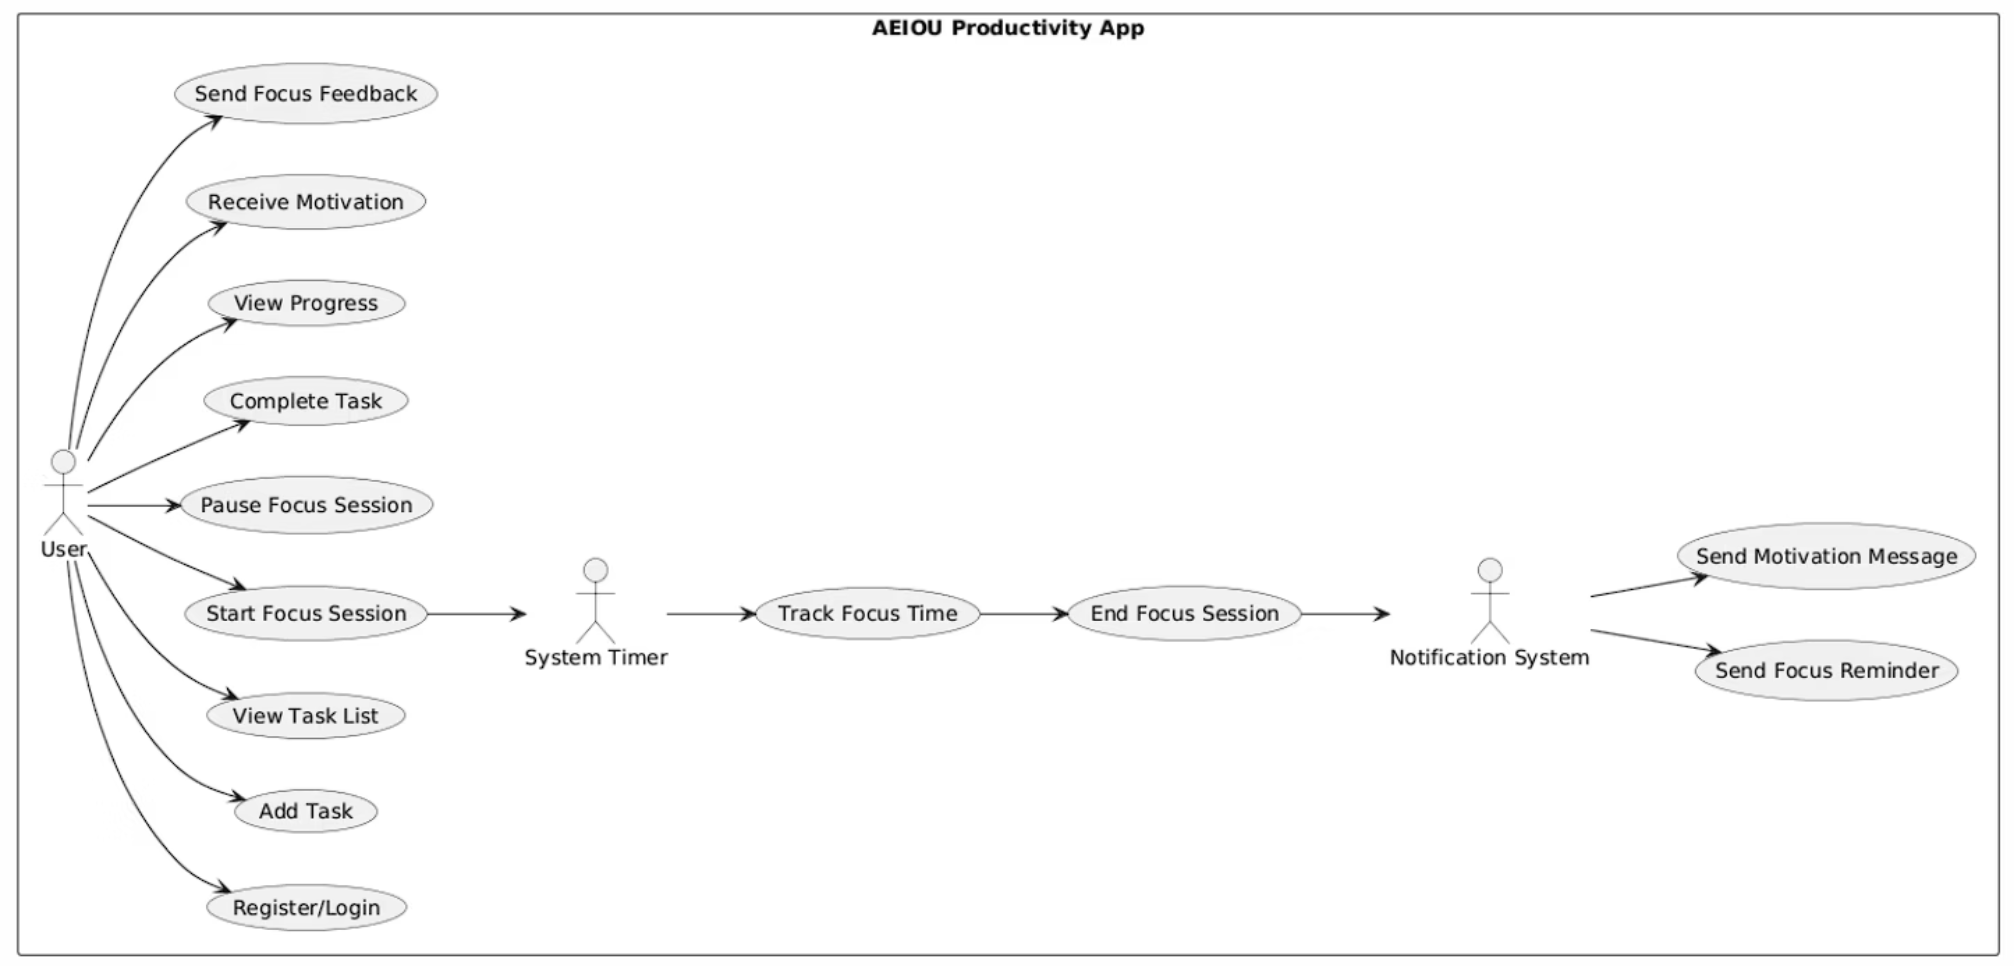 AEIOU Productivity App
Send Focus Feedback
Receive Motivation
View Progress
Complete Task
Pause Focus Session
User
Start Focus Session
System Timer
Track Focus Time
End Focus Session
Notification System
Send Motivation Message
Send Focus Reminder
View Task List
Add Task
Register/Login